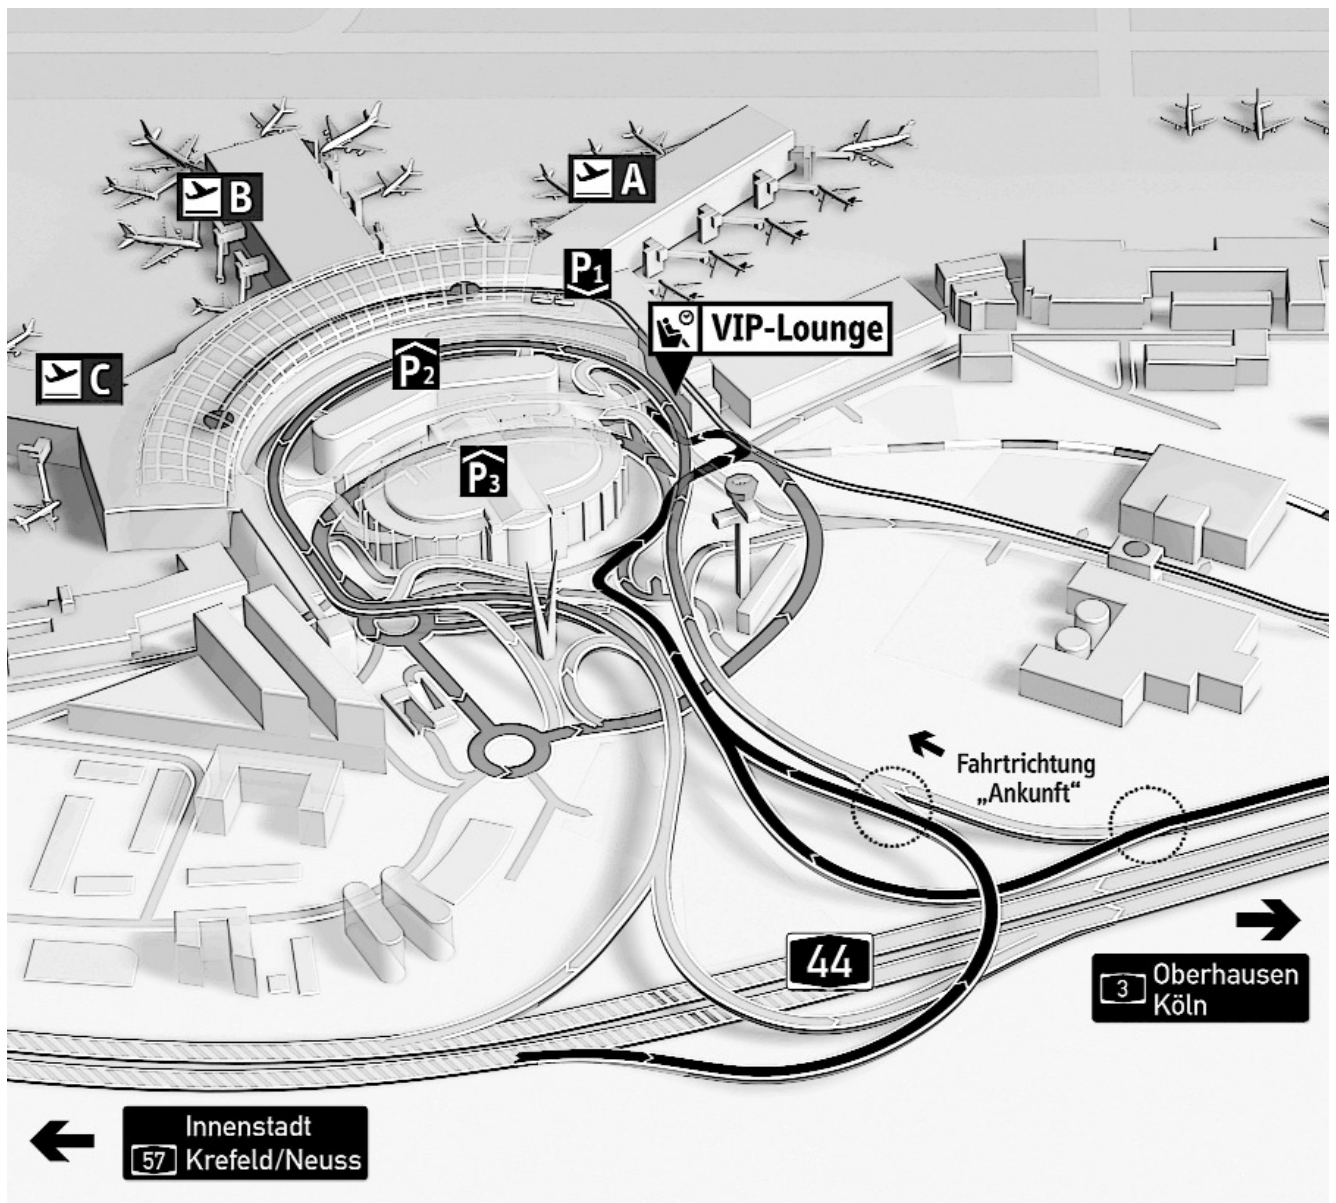 A
B
P1
VIP-Lounge
P2
C
P3
Fahrtrichtung
„Ankunft“
44
3 Oberhausen
Köln
Innenstadt
57 Krefeld/Neuss